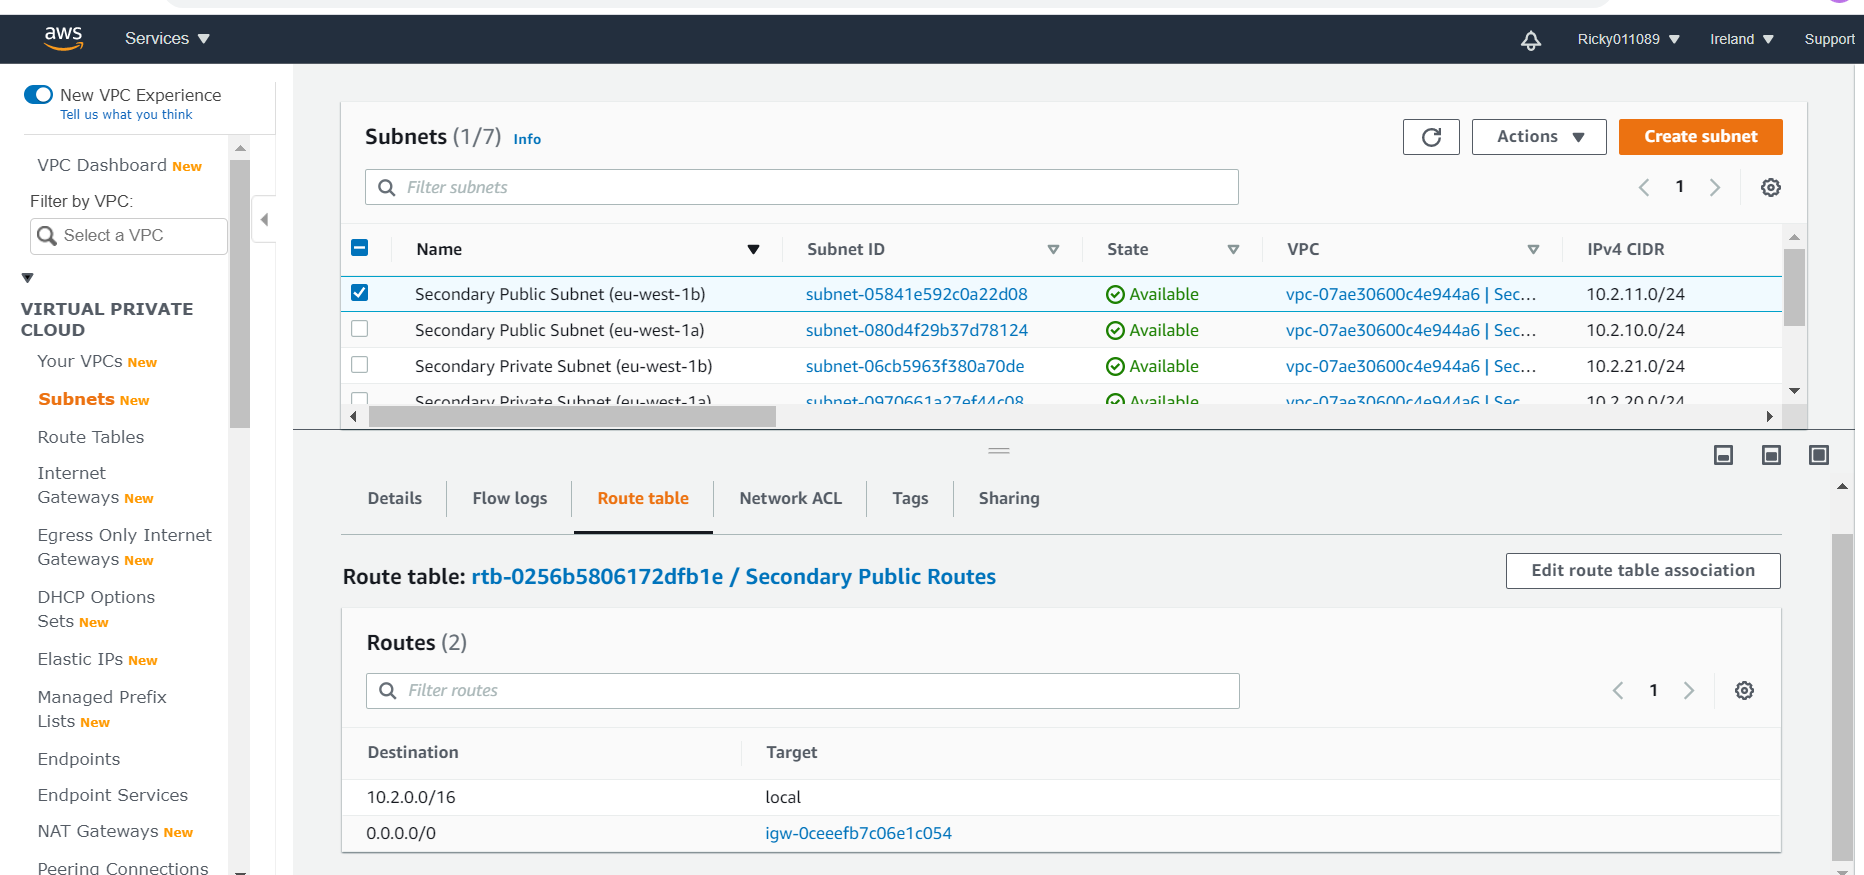 aws
Services
Ricky011089
Ireland
Support
New VPC Experience
Tell us what you think
VPC Dashboard New
Filter by VPC:
Select a VPC
VIRTUAL PRIVATE
CLOUD
Your VPCs New
Subnets New
Route Tables
Internet
Gateways New
Egress Only Internet
Gateways New
DHCP Options
Sets New
Elastic IPs New
Managed Prefix
Lists New
Endpoints
Endpoint Services
NAT Gateways New
Peering Connections
Subnets (1/7) Info
Actions
Create subnet
Filter subnets
1
Name Subnet ID State VPC IPv4 CIDR
Secondary Public Subnet (eu-west-1b) subnet-05841e592c0a22d08 Available vpc-07ae30600c4e944a6 | Sec... 10.2.11.0/24
Secondary Public Subnet (eu-west-1a) subnet-080d4f29b37d78124 Available vpc-07ae30600c4e944a6 | Sec... 10.2.10.0/24
Secondary Private Subnet (eu-west-1b) subnet-06cb5963f380a70de Available vpc-07ae30600c4e944a6 | Sec... 10.2.21.0/24
Secondary Private Subnet (eu-west-1a) subnet-0970661a27ef44c08 Available vpc-07ae30600c4e944a6 | Sec 10.2.20.0/24
Details Flow logs Route table Network ACL Tags Sharing
Route table: rtb-0256b5806172dfb1e / Secondary Public Routes
Edit route table association
Routes (2)
Filter routes
1
Destination Target
10.2.0.0/16 local
0.0.0.0/0 igw-0ceeefb7c06e1c054